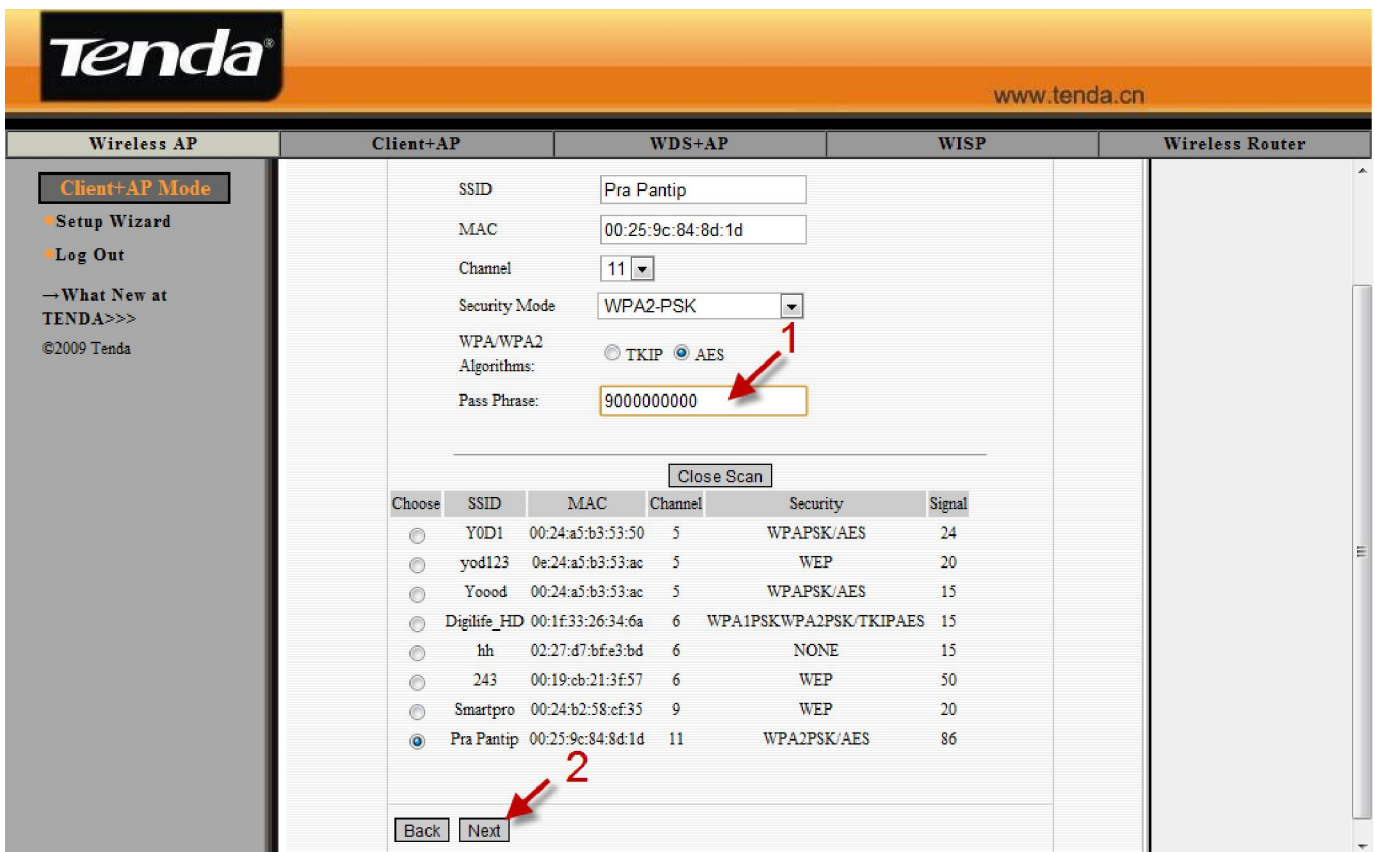 Tenda®
www.tenda.cn
Wireless AP Client+AP WDS+AP WISP Wireless Router
Client+AP Mode
Setup Wizard
Log Out
→What New at
TENDA>>>
©2009 Tenda
SSID Pra Pantip
MAC 00:25:9c:84:8d:1d
Channel 11
Security Mode WPA2-PSK
WPA/WPA2
Algorithms: TKIP AES
1
Pass Phrase: 9000000000
Close Scan
Choose SSID MAC Channel Security Signal
Y0D1 00:24:a5:b3:53:50 5 WPAPSK/AES 24
yod123 0e:24:a5:b3:53:ac 5 WEP 20
Yoood 00:24:a5:b3:53:ac 5 WPAPSK/AES 15
Digilife_HD 00:1f:33:26:34:6a 6 WPA1PSKWPA2PSK/TKIPAES 15
hh 02:27:d7:bf:e3:bd 6 NONE 15
243 00:19:cb:21:3f:57 6 WEP 50
Smartpro 00:24:b2:58:cf:35 9 WEP 20
Pra Pantip 00:25:9c:84:8d:1d 11 WPA2PSK/AES 86
2
Back Next